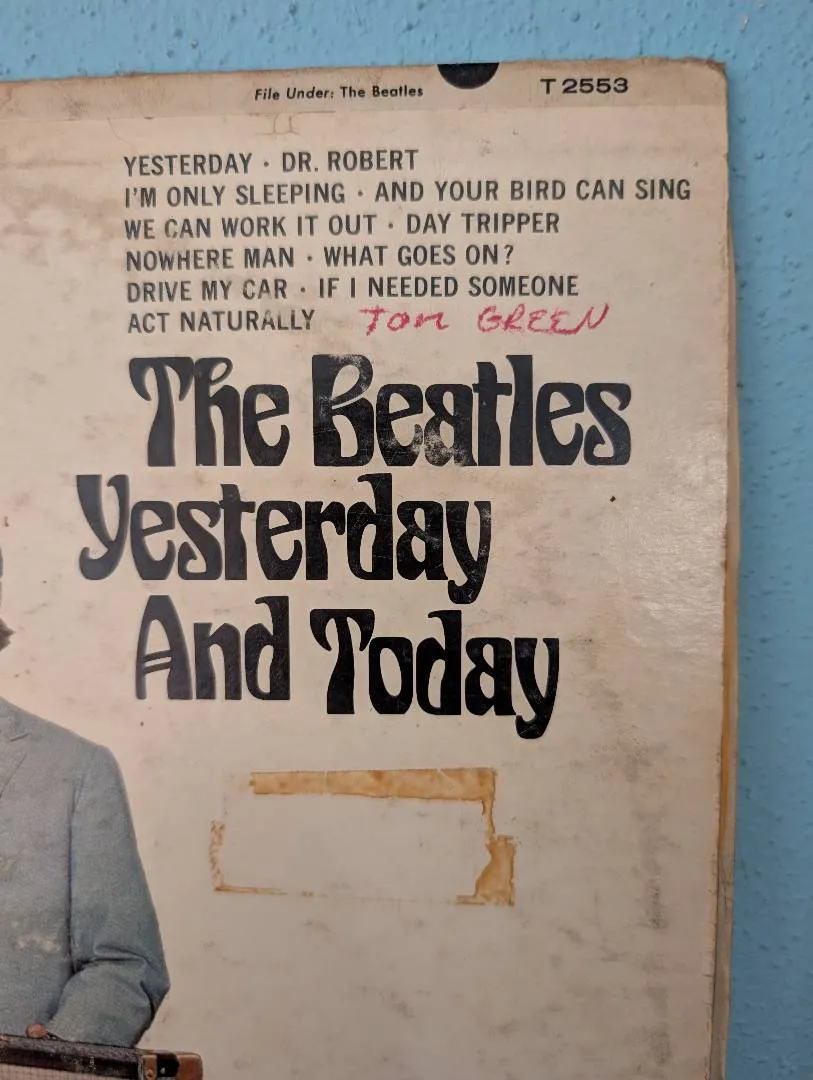 File Under: The Beatles
T 2553
YESTERDAY · DR. ROBERT
I'M ONLY SLEEPING · AND YOUR BIRD CAN SING
WE CAN WORK IT OUT · DAY TRIPPER
NOWHERE MAN · WHAT GOES ON?
DRIVE MY CAR · IF I NEEDED SOMEONE
ACT NATURALLY Tom GREEN
The Beatles
Yesterday
And Today